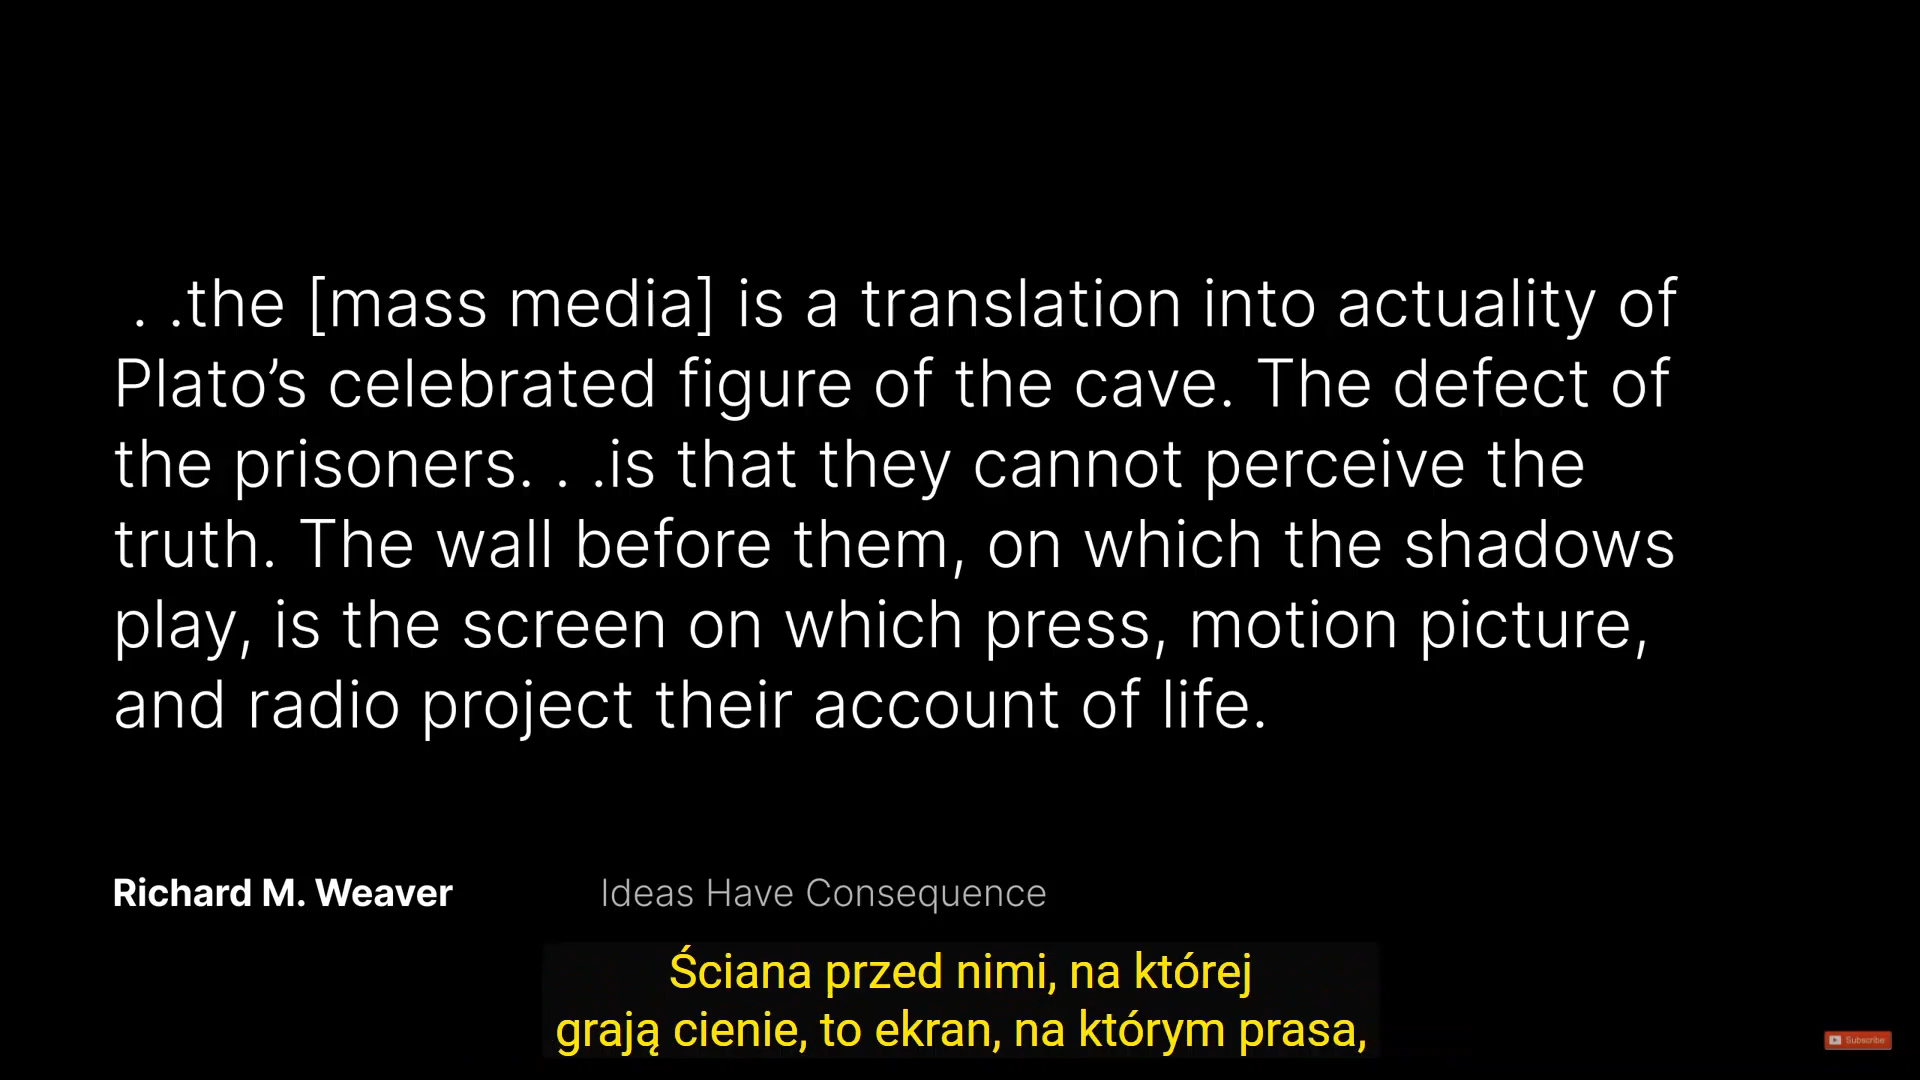 . .the [mass media] is a translation into actuality of
Plato’s celebrated figure of the cave. The defect of
the prisoners. . .is that they cannot perceive the
truth. The wall before them, on which the shadows
play, is the screen on which press, motion picture,
and radio project their account of life.
Richard M. Weaver Ideas Have Consequence
Ściana przed nimi, na której
grają cienie, to ekran, na którym prasa,
Subscribe